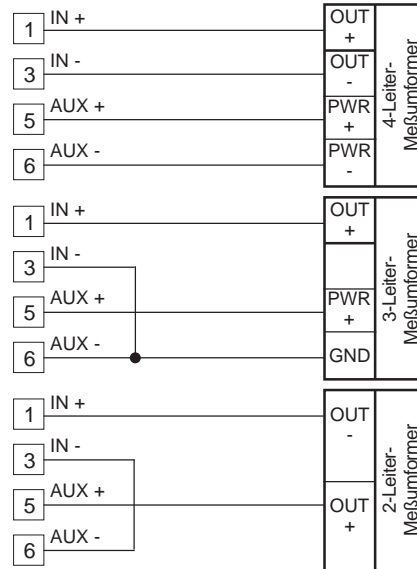 1 IN + OUT +
3 IN - OUT -
5 AUX + PWR +
6 AUX - PWR -
4-Leiter-
Meßumformer
1 IN + OUT +
3 IN -
5 AUX + PWR +
6 AUX - GND
3-Leiter-
Meßumformer
1 IN + OUT -
3 IN -
5 AUX + OUT +
6 AUX -
2-Leiter-
Meßumformer